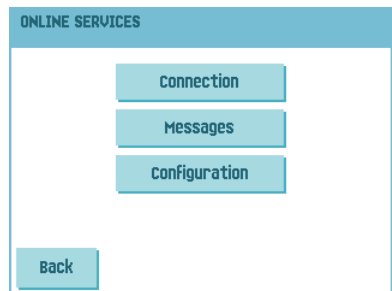 ONLINE SERVICES
Connection
Messages
Configuration
Back